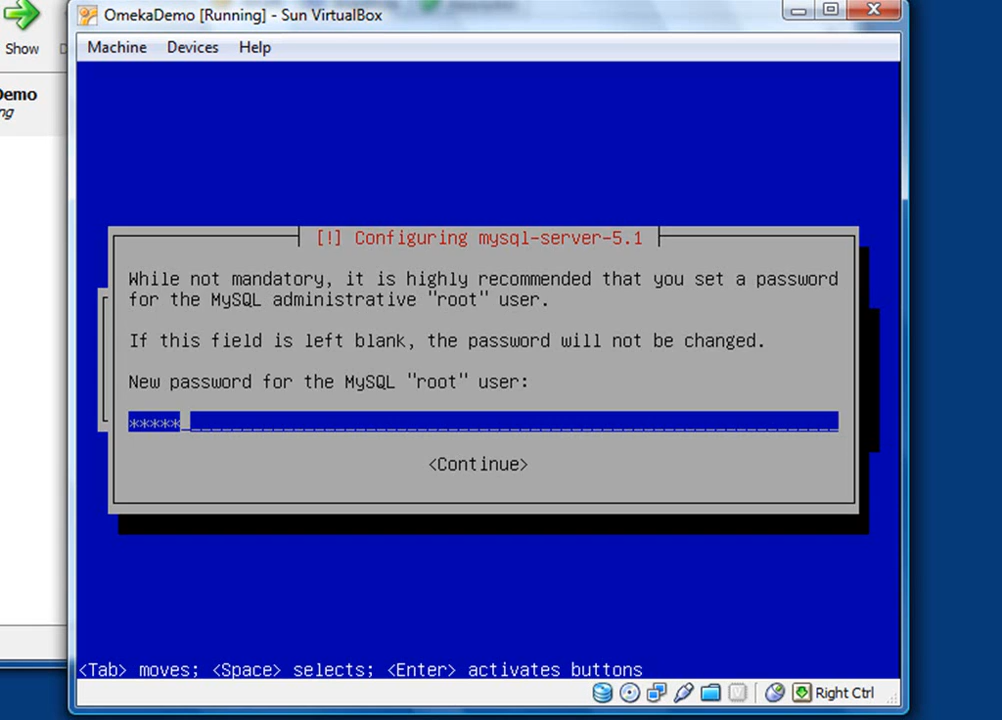 OmekaDemo [Running] - Sun VirtualBox
Show
Machine Devices Help
Demo
ng
[!] Configuring mysql-server-5.1
While not mandatory, it is highly recommended that you set a password
for the MySQL administrative "root" user.
If this field is left blank, the password will not be changed.
New password for the MySQL "root" user:
*****
<Continue>
<Tab> moves; <Space> selects; <Enter> activates buttons
Right Ctrl